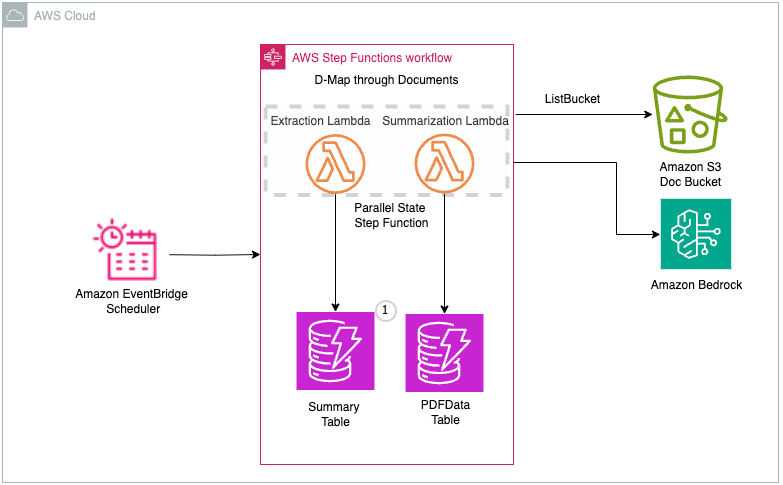 AWS Cloud
AWS Step Functions workflow
D-Map through Documents
ListBucket
Extraction Lambda
Summarization Lambda
Amazon S3
Doc Bucket
Parallel State
Step Function
Amazon EventBridge
Scheduler
Amazon Bedrock
1
Summary
Table
PDFData
Table